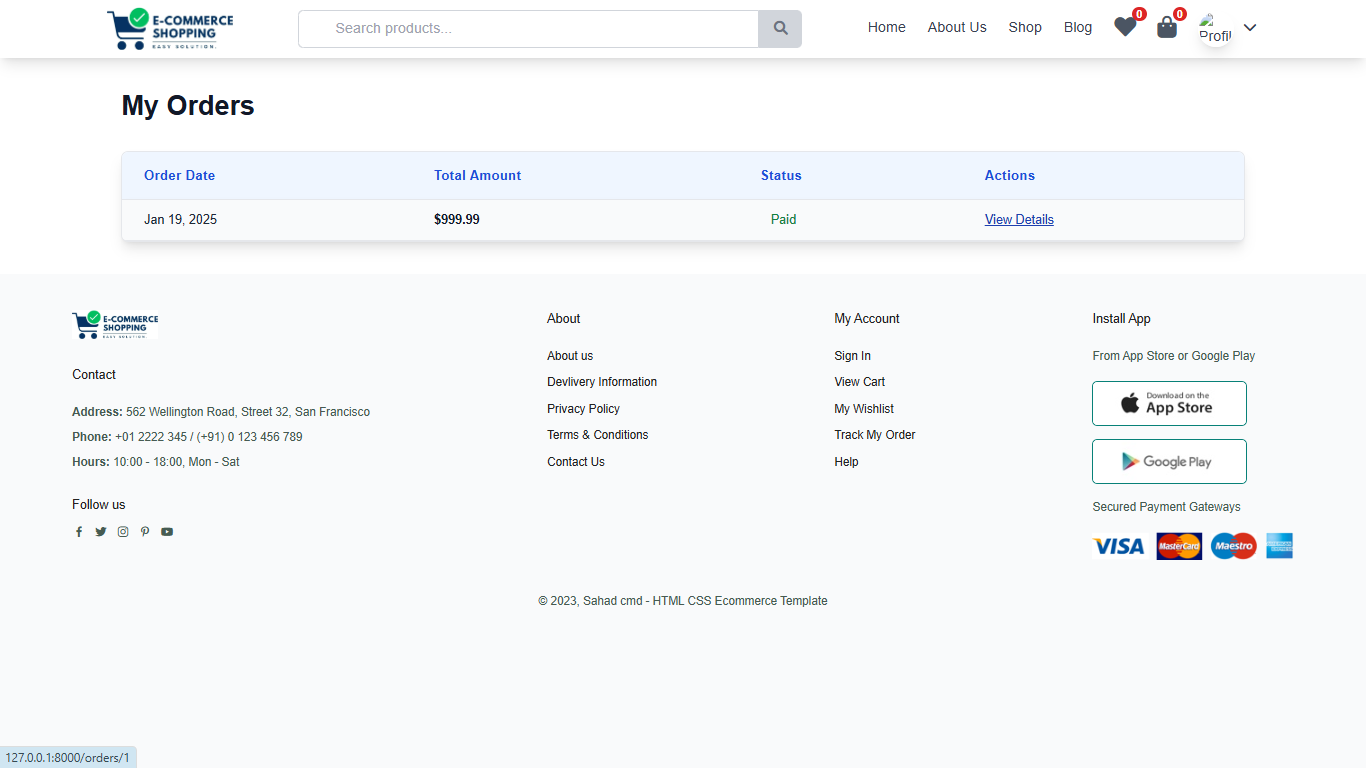 E-COMMERCE
SHOPPING
EASY SOLUTION.
Search products...
Home About Us Shop Blog 0 0 Profil
My Orders
Order Date Total Amount Status Actions
Jan 19, 2025 $999.99 Paid View Details
E-COMMERCE
SHOPPING
EASY SOLUTION.
Contact
Address: 562 Wellington Road, Street 32, San Francisco
Phone: +01 2222 345 / (+91) 0 123 456 789
Hours: 10:00 - 18:00, Mon - Sat
Follow us
About
About us
Devlivery Information
Privacy Policy
Terms & Conditions
Contact Us
My Account
Sign In
View Cart
My Wishlist
Track My Order
Help
Install App
From App Store or Google Play
Download on the
App Store
Google Play
Secured Payment Gateways
VISA MasterCard Maestro
© 2023, Sahad cmd - HTML CSS Ecommerce Template
127.0.0.1:8000/orders/1